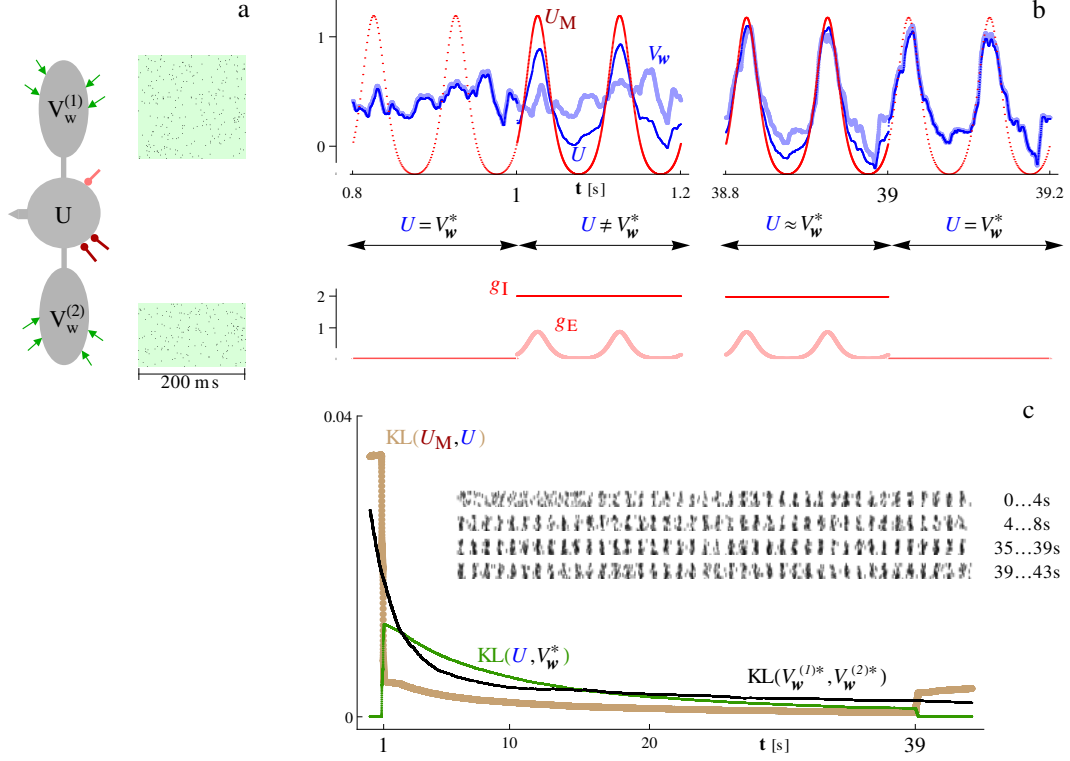 a
V_w^(1)
U
V_w^(2)
200 ms
b
1
0
U_M
V_w
U
0.8
1
t [s]
1.2
38.8
39
39.2
U = V_w^*
U ≠ V_w^*
U ≈ V_w^*
U = V_w^*
2
1
g_I
g_E
c
0.04
0
KL(U_M,U)
0…4s
4…8s
35…39s
39…43s
KL(U,V_w^*)
KL(V_w^(1)*,V_w^(2)*)
1
10
20
t [s]
39